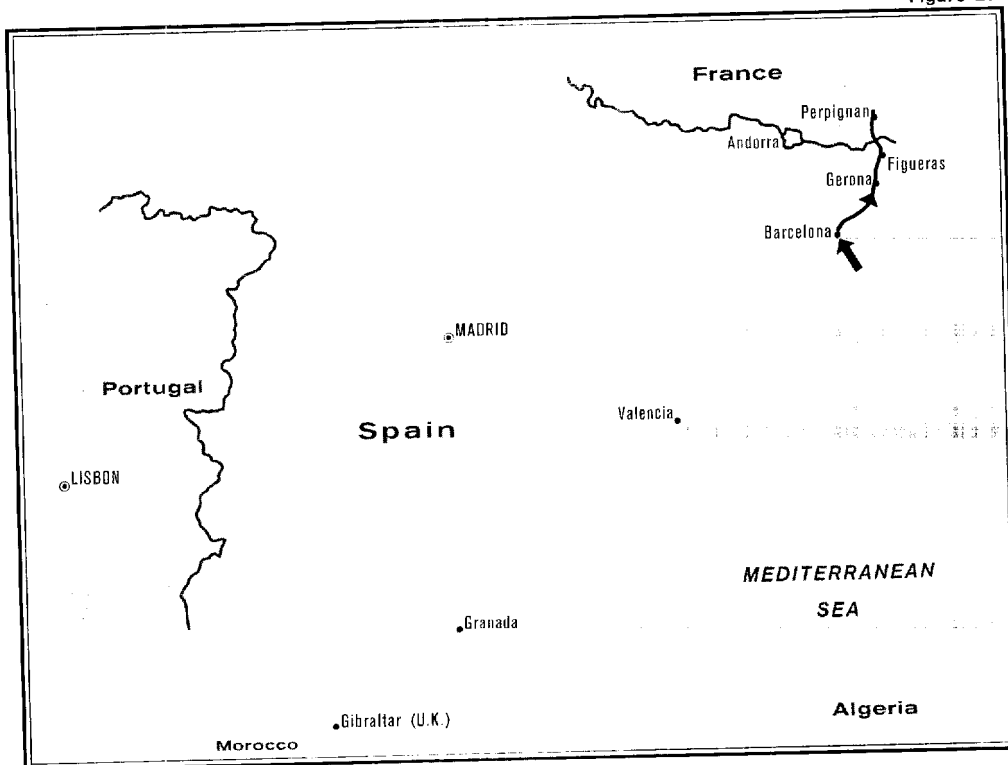 France
Perpignan
Andorra
Figueras
Gerona
Barcelona
MADRID
Portugal
Valencia
Spain
LISBON
MEDITERRANEAN
SEA
Granada
Algeria
Gibraltar (U.K.)
Morocco